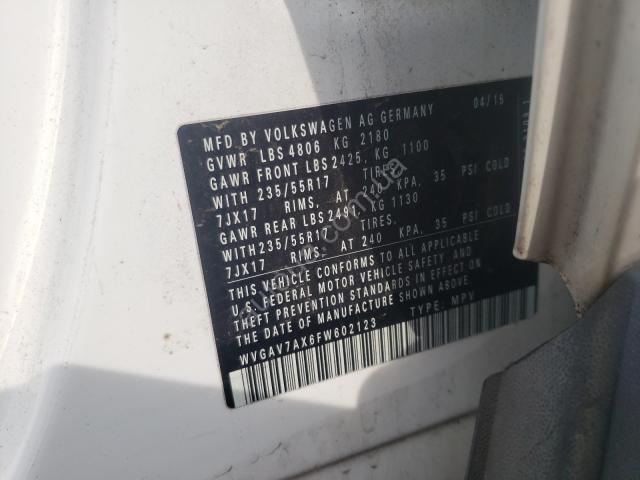 MFD BY VOLKSWAGEN AG GERMANY 04/15
GVWR LBS 4806 KG 2180
GAWR FRONT LBS 2425, KG 1100
WITH 235/55R17 TIRES,
7JX17 RIMS, AT 240 KPA, 35 PSI COLD
GAWR REAR LBS 2491, KG 1130
WITH 235/55R17 TIRES,
7JX17 RIMS, AT 240 KPA, 35 PSI COLD
THIS VEHICLE CONFORMS TO ALL APPLICABLE
U.S. FEDERAL MOTOR VEHICLE SAFETY AND
THEFT PREVENTION STANDARDS IN EFFECT ON
THE DATE OF MANUFACTURE SHOWN ABOVE
WVGAV7AX6FW602123 TYPE: MPV